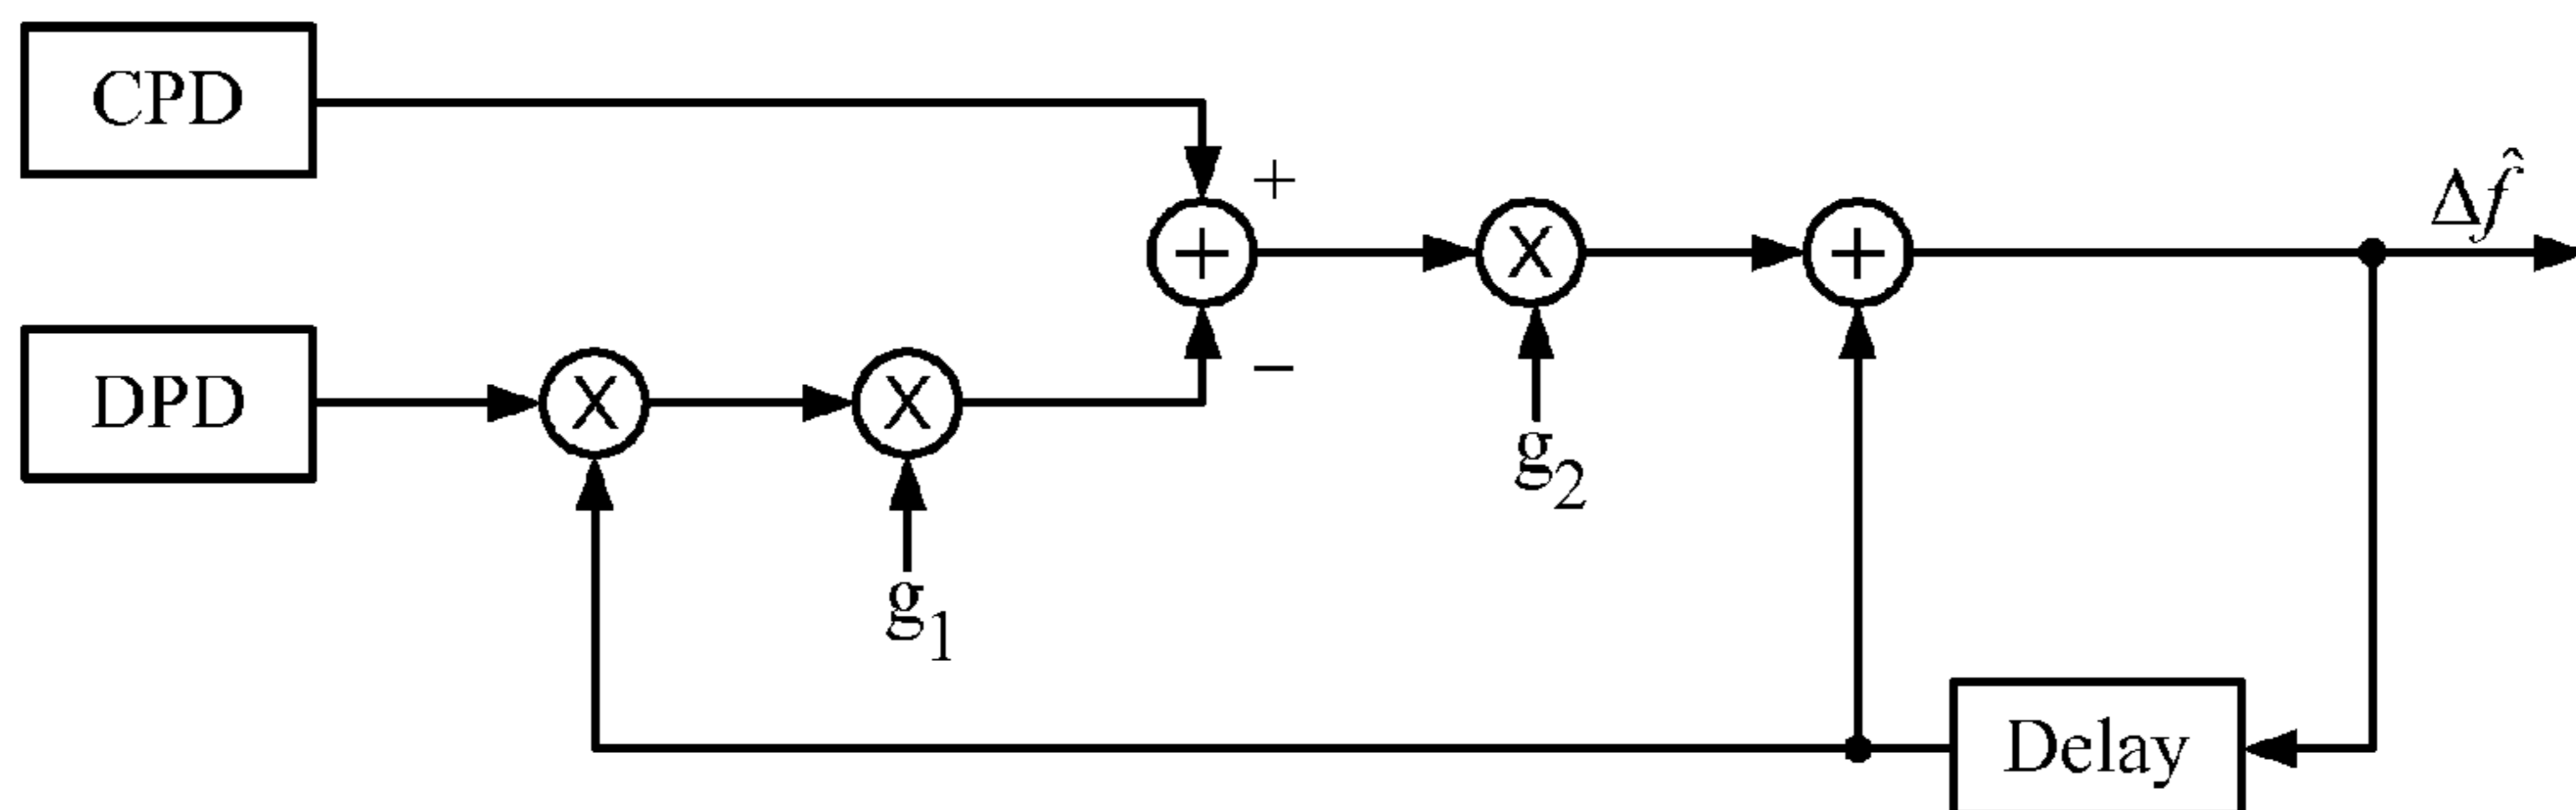 CPD
+
+
X
+
Δf̂
DPD
X
X
−
g₂
g₁
Delay